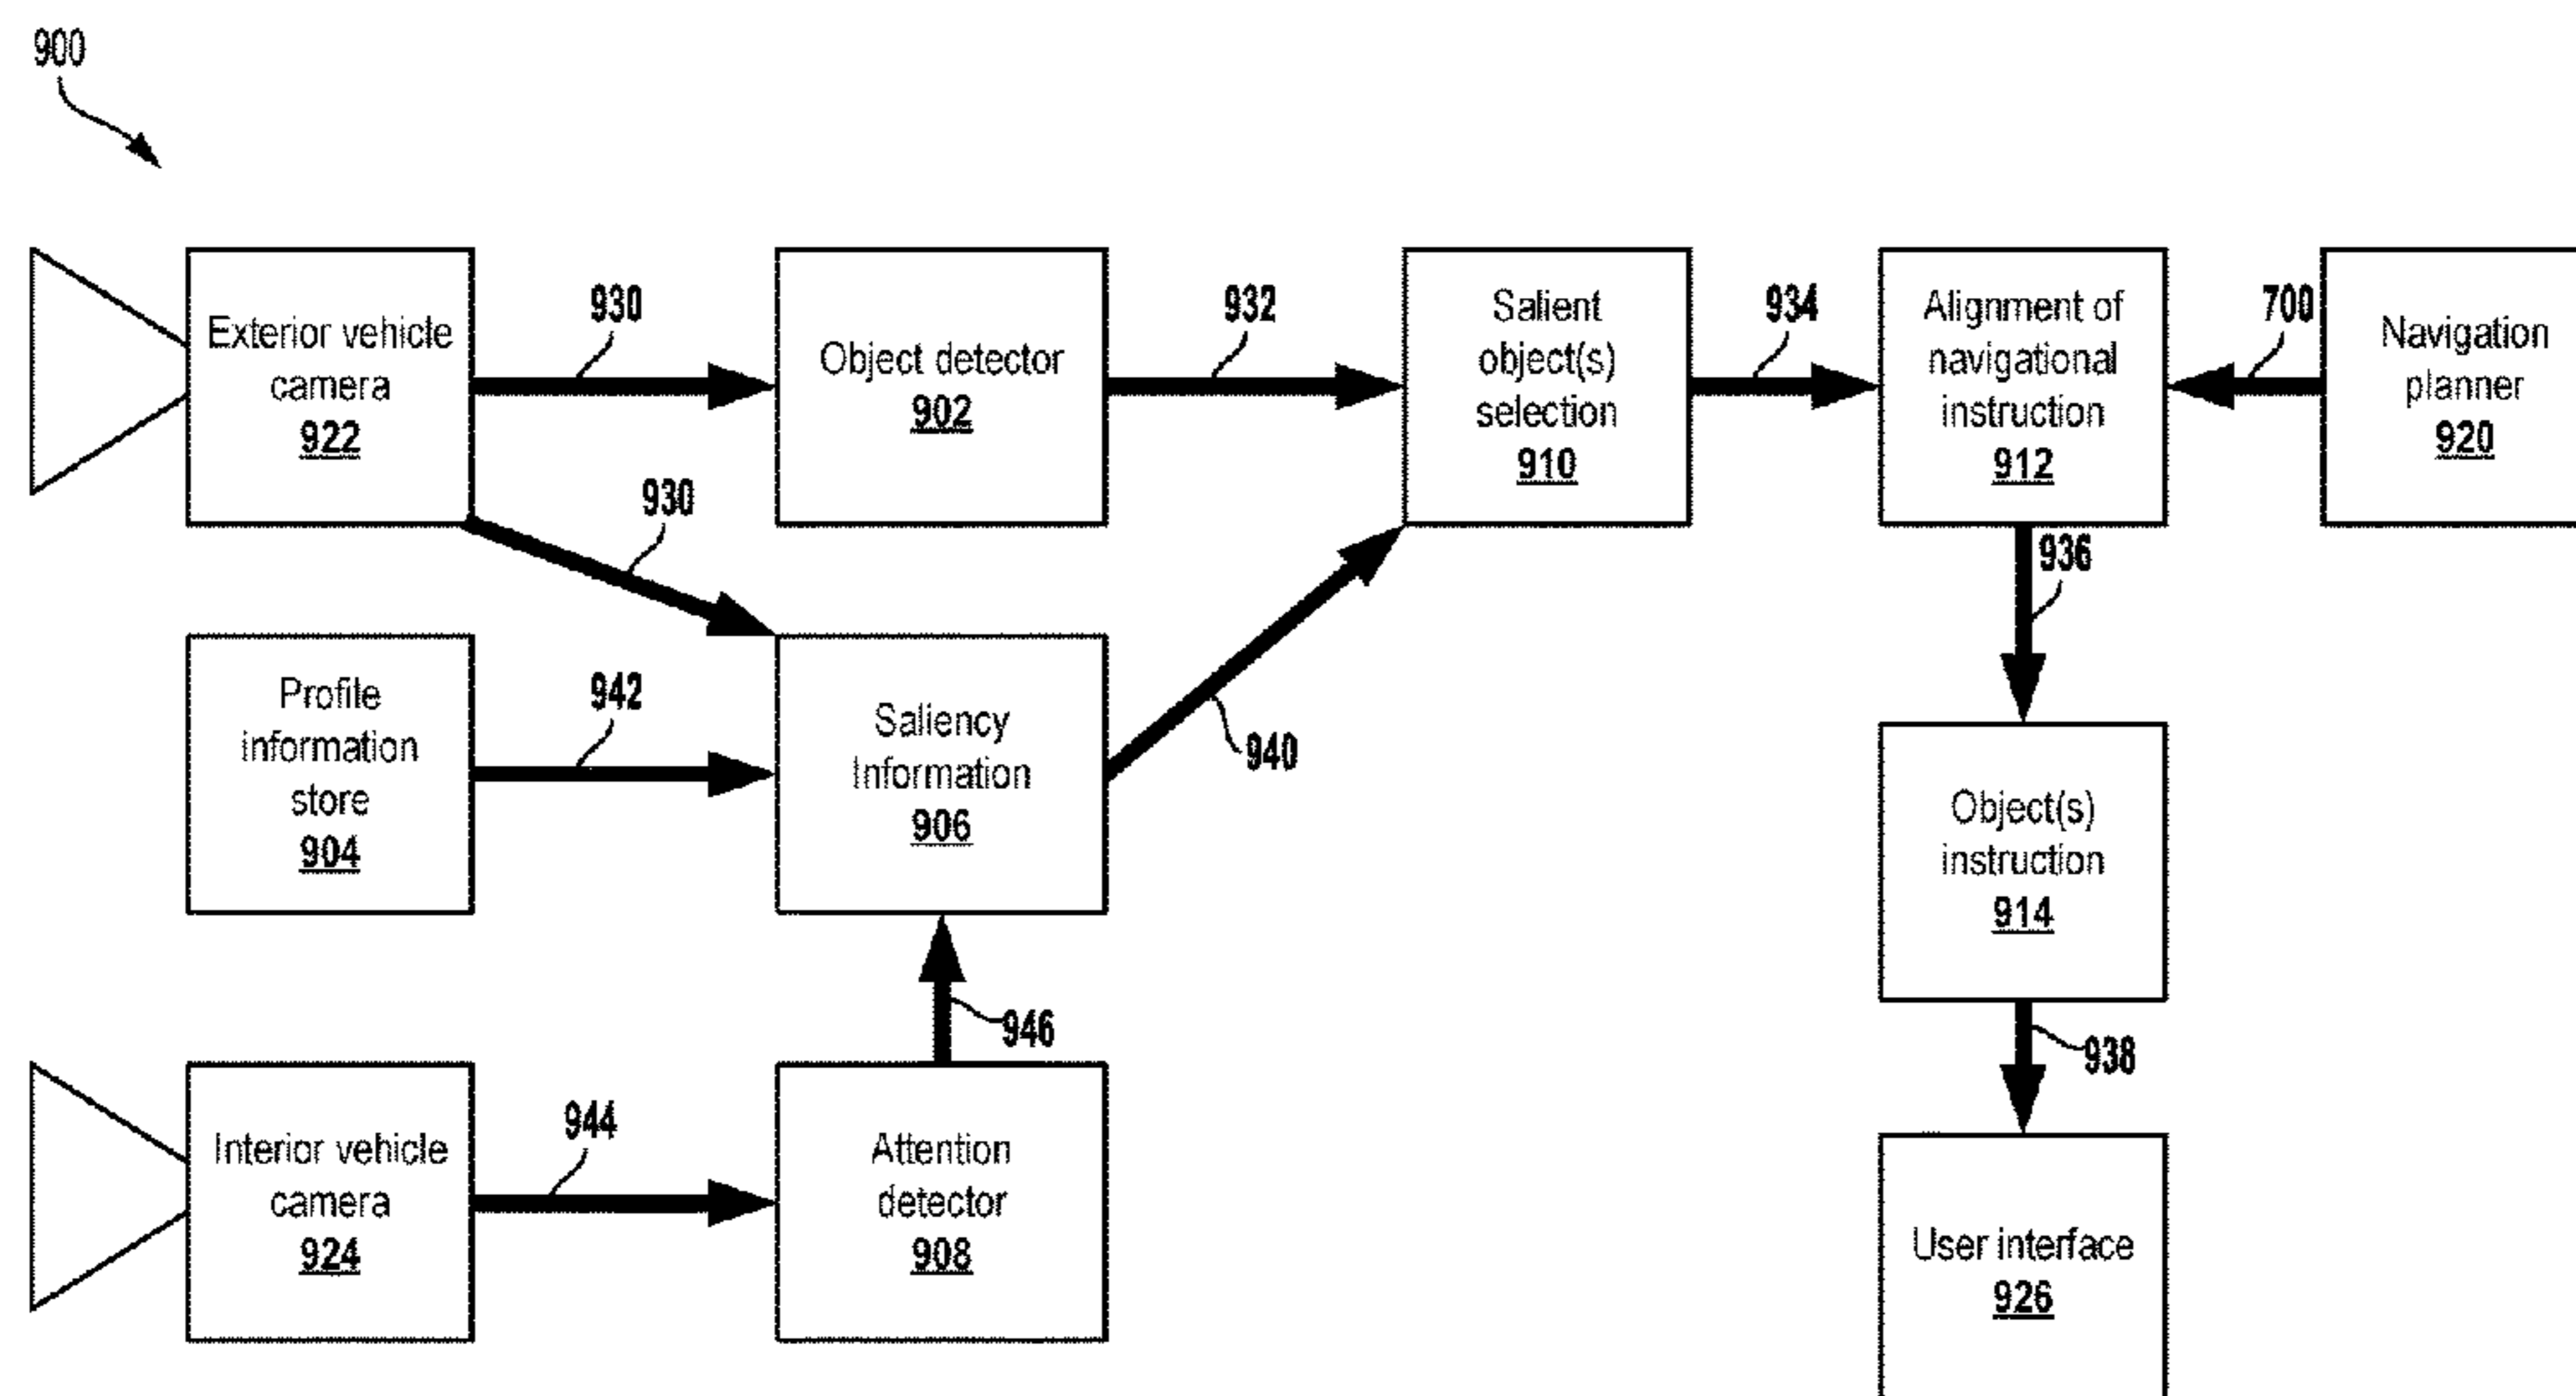 900
Exterior vehicle
camera
922
930
Object detector
902
932
Salient
object(s)
selection
910
934
Alignment of
navigational
instruction
912
700
Navigation
planner
920
930
936
Profile
information
store
904
942
Saliency
Information
906
940
Object(s)
instruction
914
946
938
Interior vehicle
camera
924
944
Attention
detector
908
User interface
926